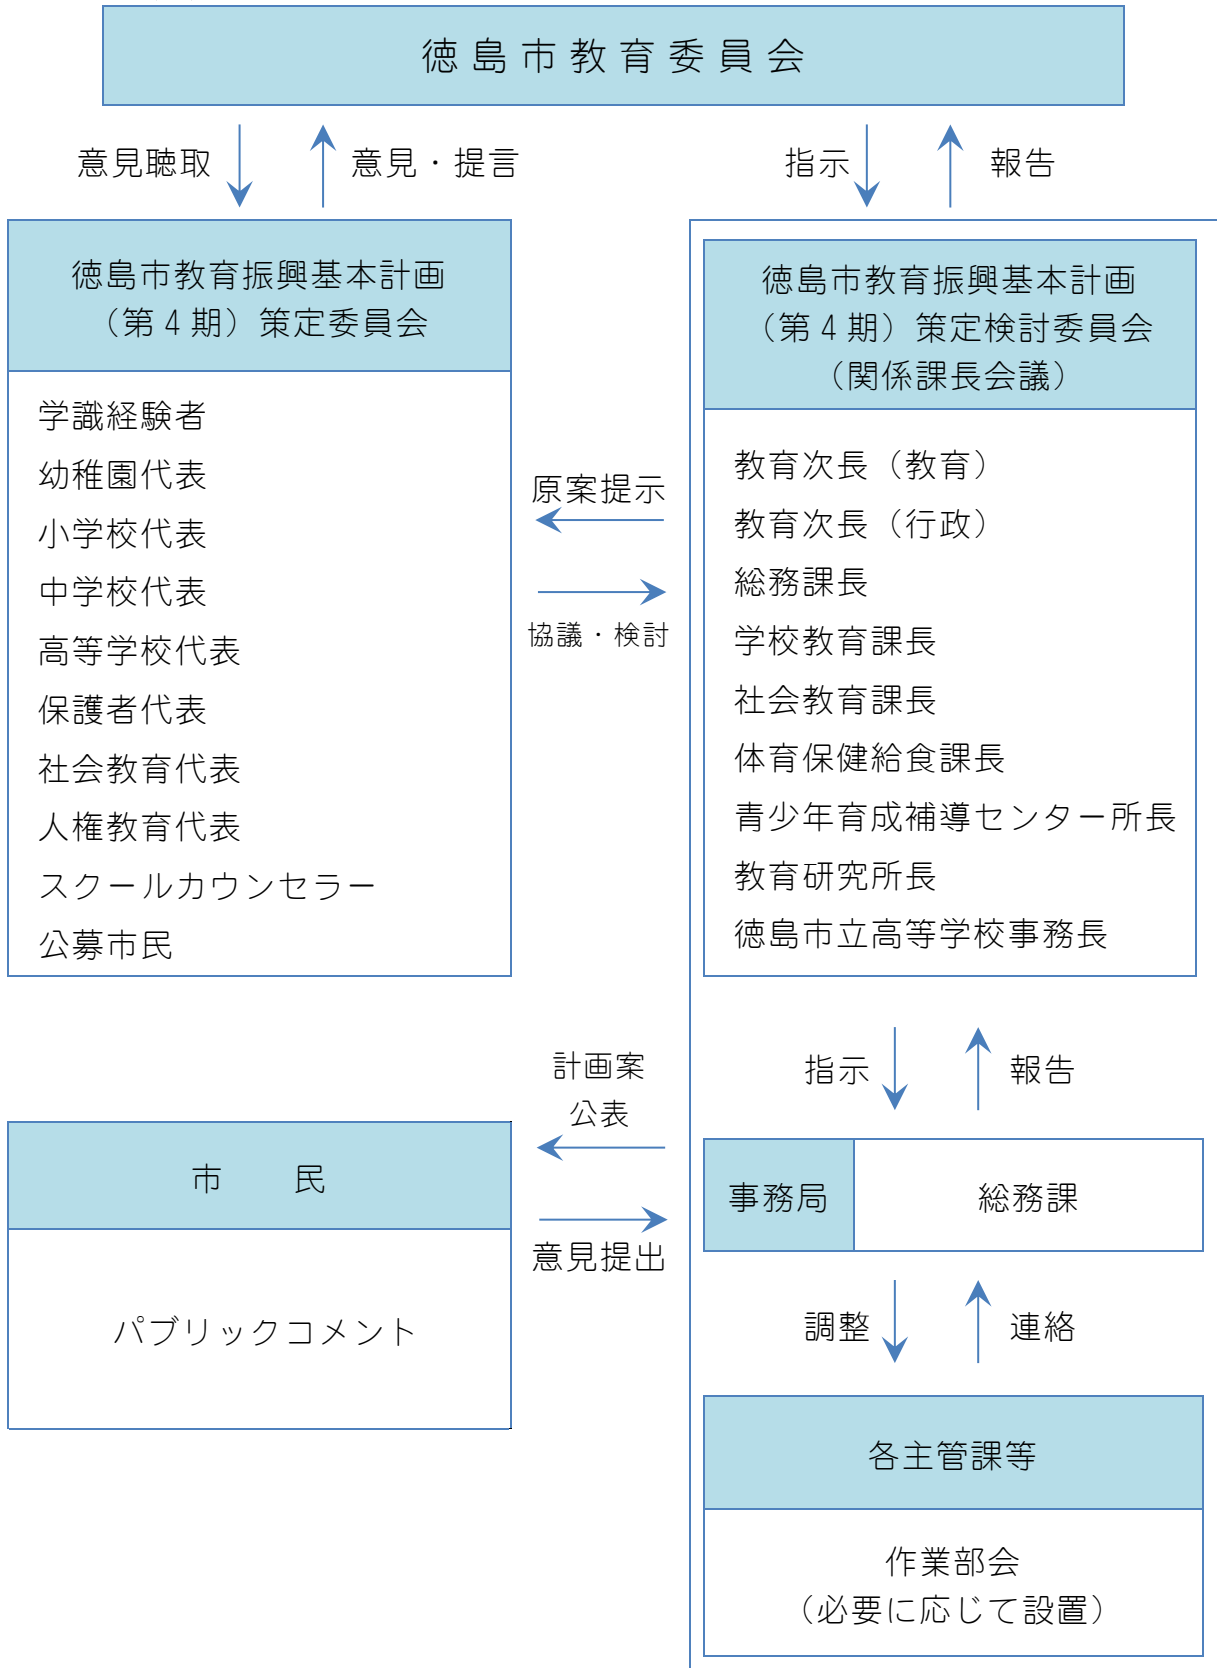 徳島市教育委員会
意見聴取
意見・提言
指示
報告
徳島市教育振興基本計画
（第４期）策定委員会
学識経験者
幼稚園代表
小学校代表
中学校代表
高等学校代表
保護者代表
社会教育代表
人権教育代表
スクールカウンセラー
公募市民
原案提示
協議・検討
徳島市教育振興基本計画
（第４期）策定検討委員会
（関係課長会議）
教育次長（教育）
教育次長（行政）
総務課長
学校教育課長
社会教育課長
体育保健給食課長
青少年育成補導センター所長
教育研究所長
徳島市立高等学校事務長
指示
報告
計画案
公表
意見提出
市　　民
パブリックコメント
事務局
総務課
調整
連絡
各主管課等
作業部会
（必要に応じて設置）